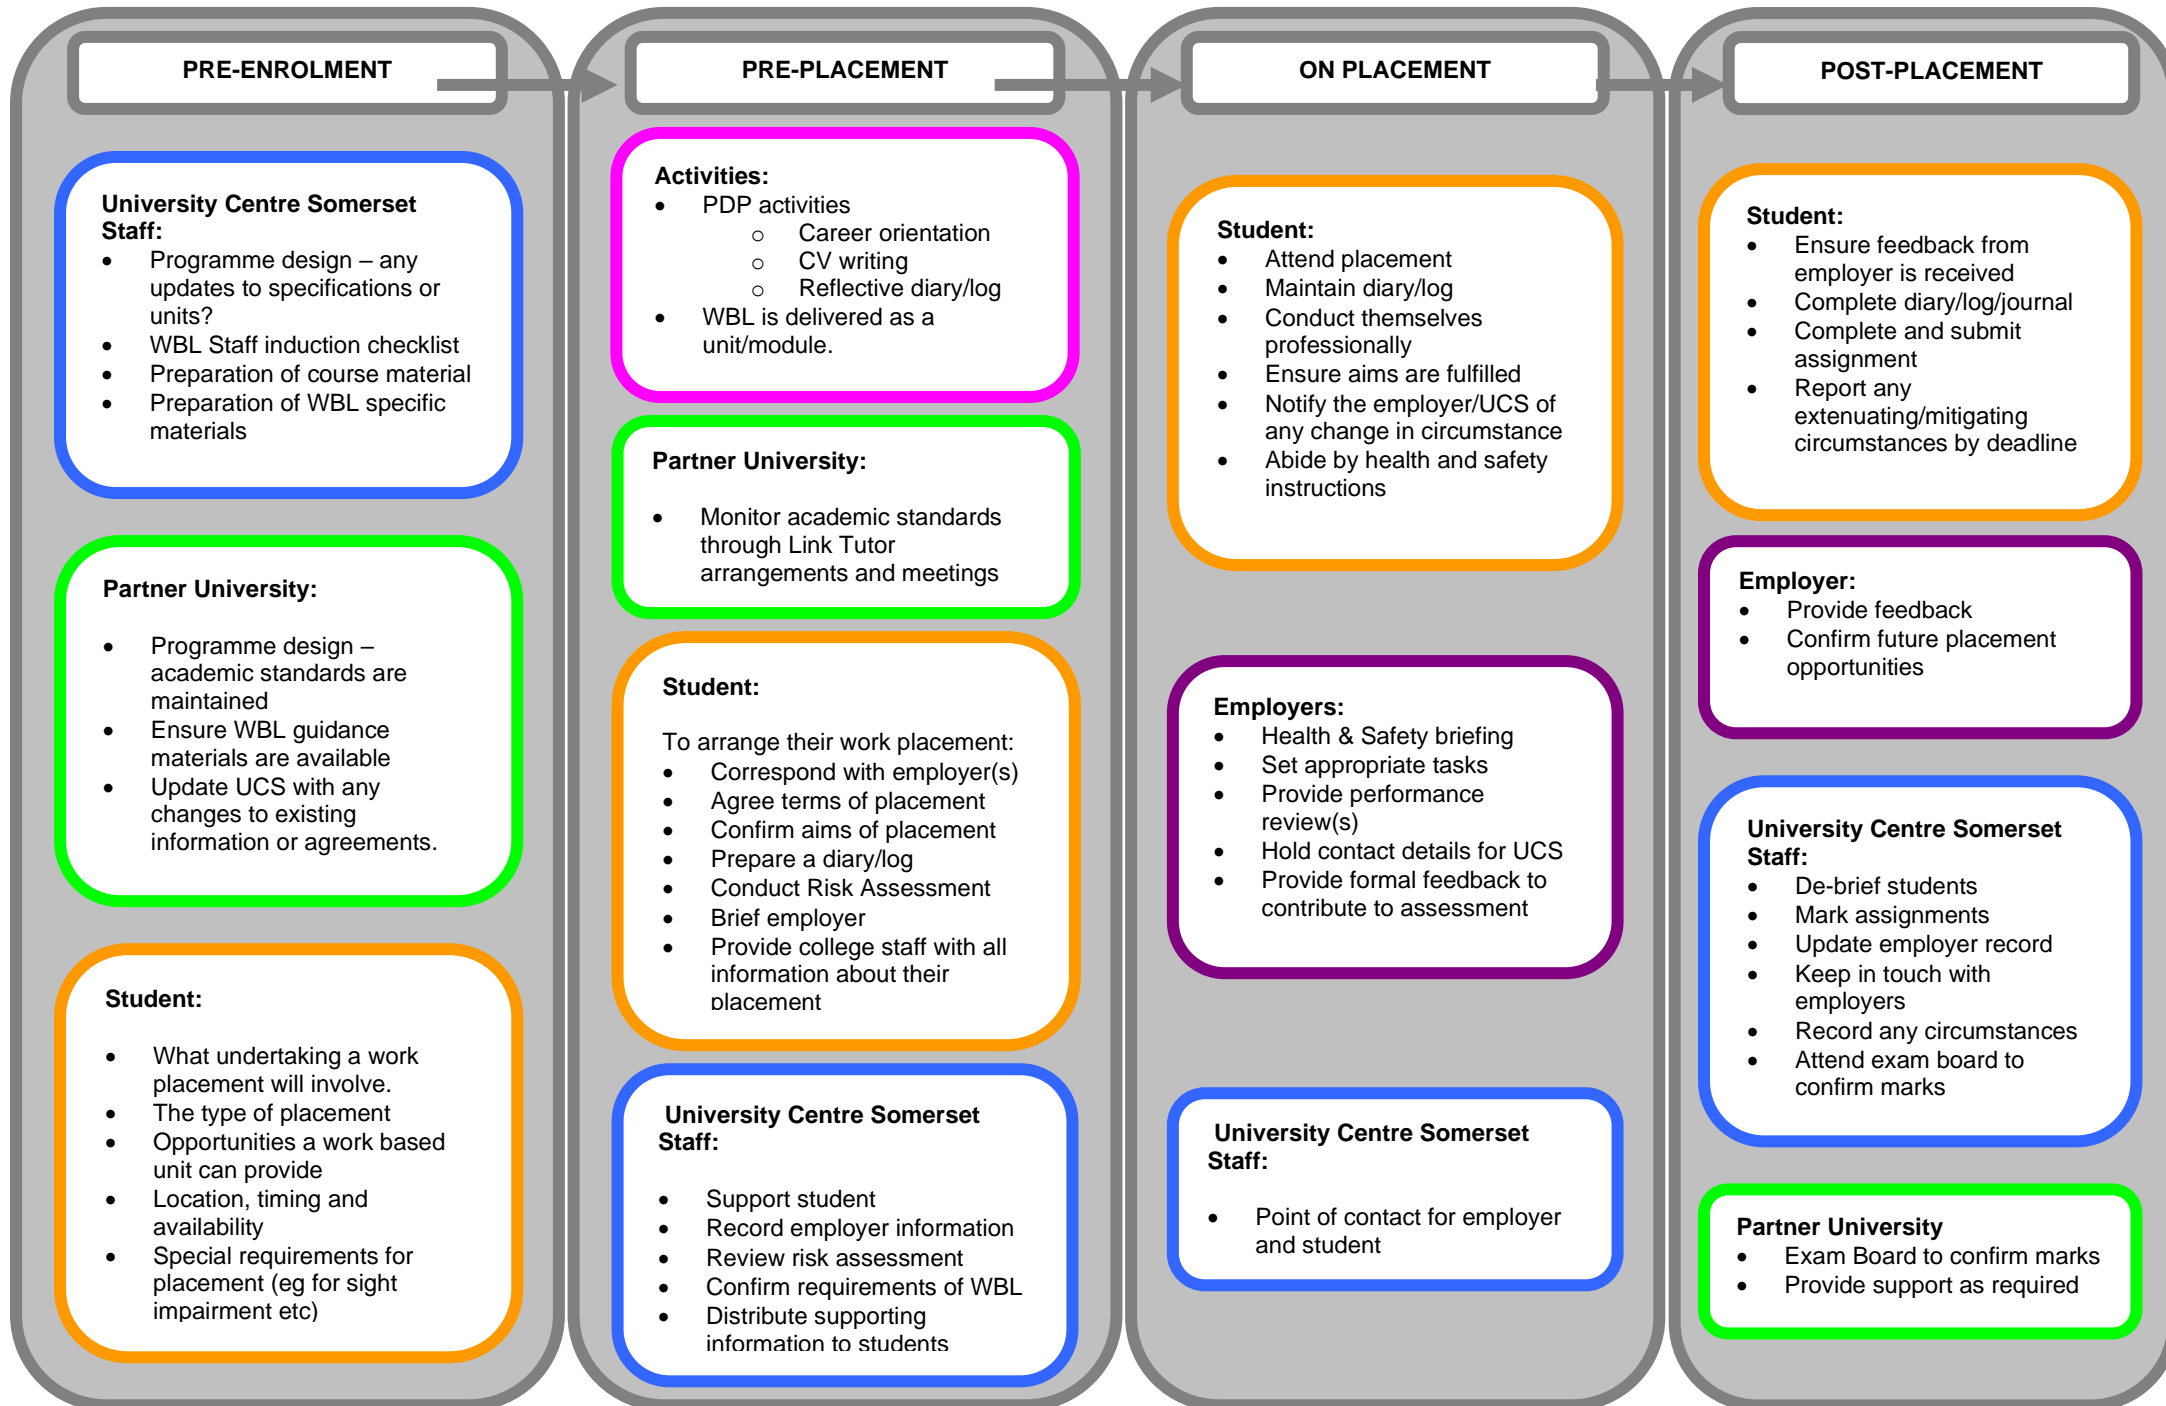 PRE-ENROLMENT
University Centre Somerset
Staff:
• Programme design – any
updates to specifications or
units?
• WBL Staff induction checklist
• Preparation of course material
• Preparation of WBL specific
materials
Partner University:
• Programme design –
academic standards are
maintained
• Ensure WBL guidance
materials are available
• Update UCS with any
changes to existing
information or agreements.
Student:
• What undertaking a work
placement will involve.
• The type of placement
• Opportunities a work based
unit can provide
• Location, timing and
availability
• Special requirements for
placement (eg for sight
impairment etc)
PRE-PLACEMENT
Activities:
• PDP activities
o Career orientation
o CV writing
o Reflective diary/log
• WBL is delivered as a
unit/module.
Partner University:
• Monitor academic standards
through Link Tutor
arrangements and meetings
Student:
To arrange their work placement:
• Correspond with employer(s)
• Agree terms of placement
• Confirm aims of placement
• Prepare a diary/log
• Conduct Risk Assessment
• Brief employer
• Provide college staff with all
information about their
placement
University Centre Somerset
Staff:
• Support student
• Record employer information
• Review risk assessment
• Confirm requirements of WBL
• Distribute supporting
information to students
ON PLACEMENT
Student:
• Attend placement
• Maintain diary/log
• Conduct themselves
professionally
• Ensure aims are fulfilled
• Notify the employer/UCS of
any change in circumstance
• Abide by health and safety
instructions
Employers:
• Health & Safety briefing
• Set appropriate tasks
• Provide performance
review(s)
• Hold contact details for UCS
• Provide formal feedback to
contribute to assessment
University Centre Somerset
Staff:
• Point of contact for employer
and student
POST-PLACEMENT
Student:
• Ensure feedback from
employer is received
• Complete diary/log/journal
• Complete and submit
assignment
• Report any
extenuating/mitigating
circumstances by deadline
Employer:
• Provide feedback
• Confirm future placement
opportunities
University Centre Somerset
Staff:
• De-brief students
• Mark assignments
• Update employer record
• Keep in touch with
employers
• Record any circumstances
• Attend exam board to
confirm marks
Partner University
• Exam Board to confirm marks
• Provide support as required